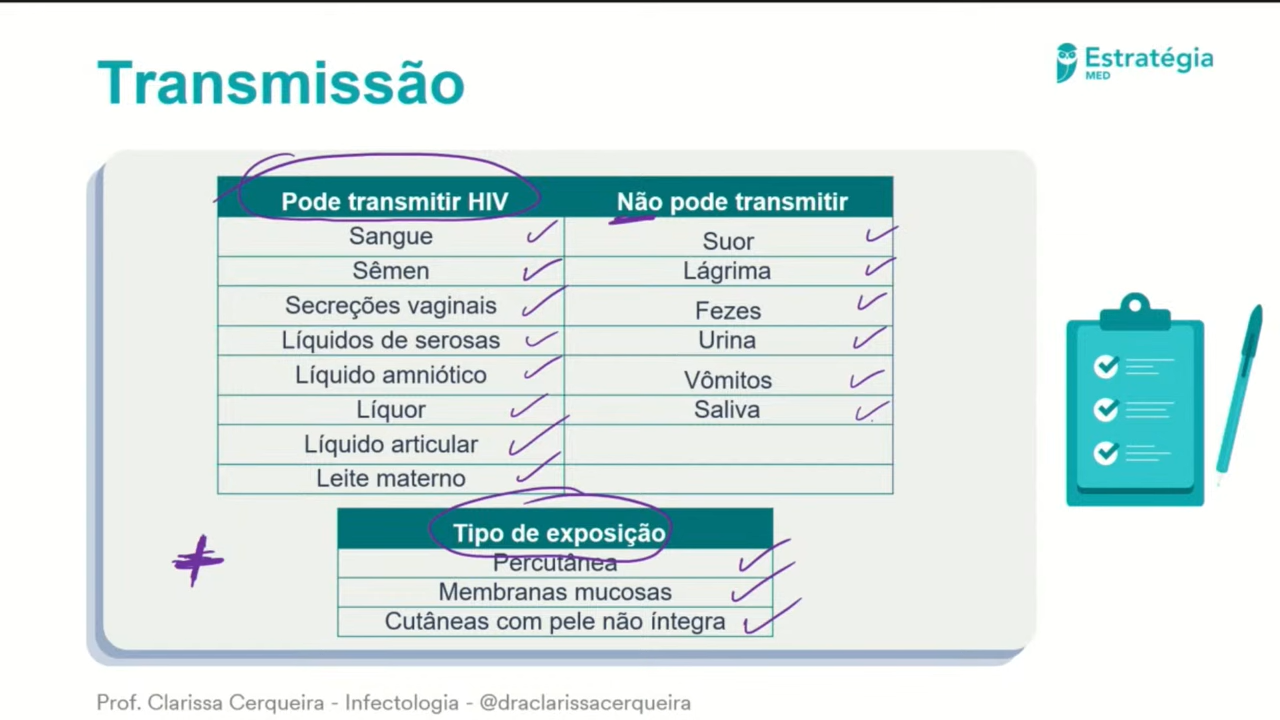 Transmissão
Estratégia
MED
Pode transmitir HIV
Não pode transmitir
Sangue
Suor
Sêmen
Lágrima
Secreções vaginais
Fezes
Líquidos de serosas
Urina
Líquido amniótico
Vômitos
Líquor
Saliva
Líquido articular
Leite materno
Tipo de exposição
Percutânea
Membranas mucosas
Cutâneas com pele não íntegra
Prof. Clarissa Cerqueira - Infectologia - @draclarissacerqueira